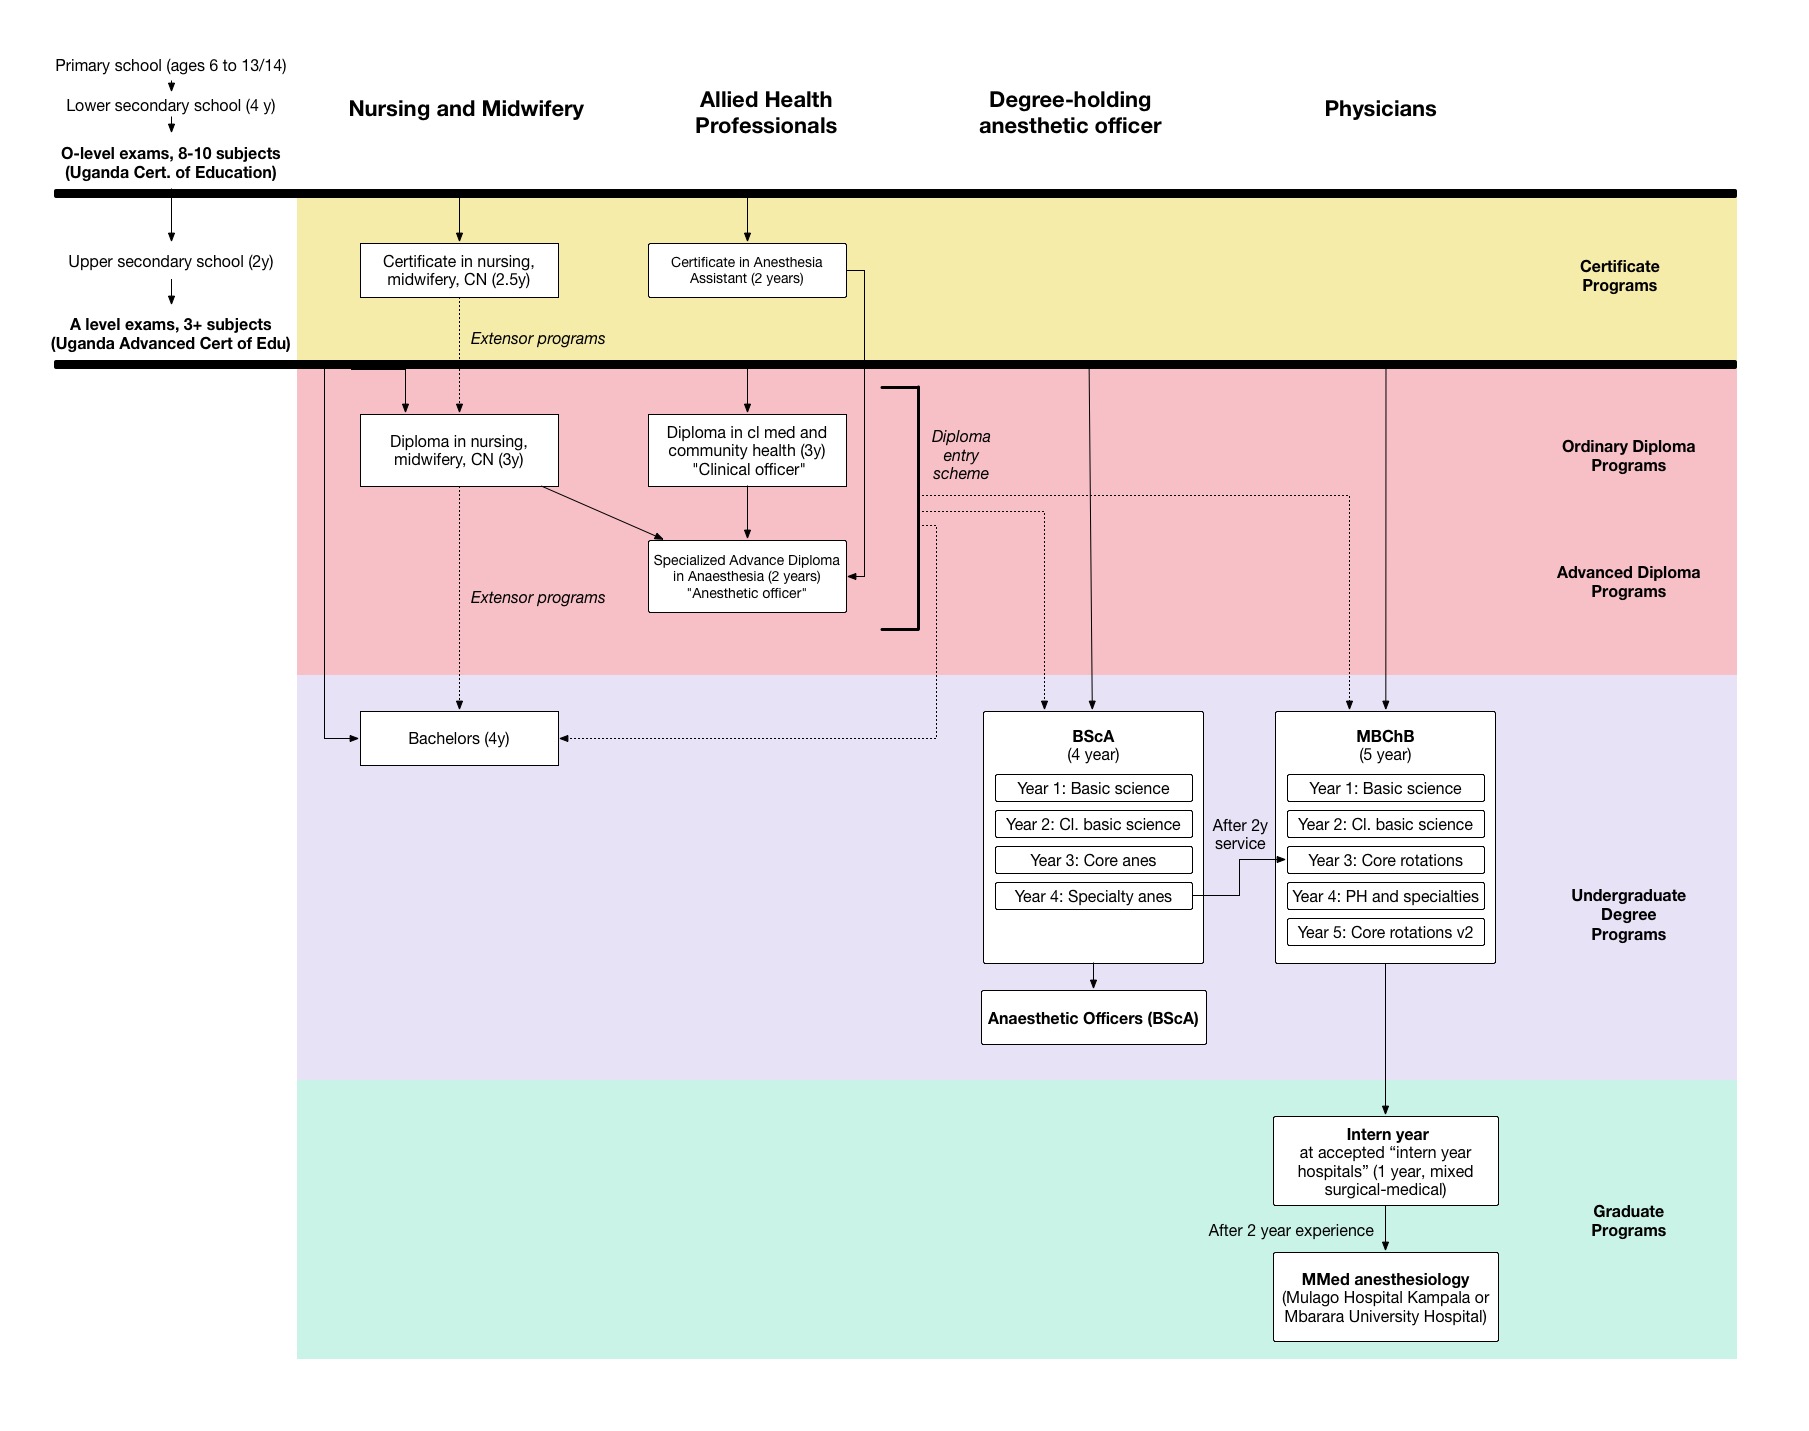 Primary school (ages 6 to 13/14)
Lower secondary school (4 y)
O-level exams, 8-10 subjects
(Uganda Cert. of Education)
Nursing and Midwifery
Allied Health
Professionals
Degree-holding
anesthetic officer
Physicians
Upper secondary school (2y)
A level exams, 3+ subjects
(Uganda Advanced Cert of Edu)
Certificate in nursing,
midwifery, CN (2.5y)
Certificate in Anesthesia
Assistant (2 years)
Certificate
Programs
Extensor programs
Diploma in nursing,
midwifery, CN (3y)
Diploma in cl med and
community health (3y)
"Clinical officer"
Diploma
entry
scheme
Ordinary Diploma
Programs
Specialized Advance Diploma
in Anaesthesia (2 years)
"Anesthetic officer"
Advanced Diploma
Programs
Extensor programs
Bachelors (4y)
BScA
(4 year)
Year 1: Basic science
Year 2: Cl. basic science
Year 3: Core anes
Year 4: Specialty anes
After 2y
service
MBChB
(5 year)
Year 1: Basic science
Year 2: Cl. basic science
Year 3: Core rotations
Year 4: PH and specialties
Year 5: Core rotations v2
Undergraduate
Degree
Programs
Anaesthetic Officers (BScA)
Intern year
at accepted “intern year
hospitals” (1 year, mixed
surgical-medical)
After 2 year experience
Graduate
Programs
MMed anesthesiology
(Mulago Hospital Kampala or
Mbarara University Hospital)